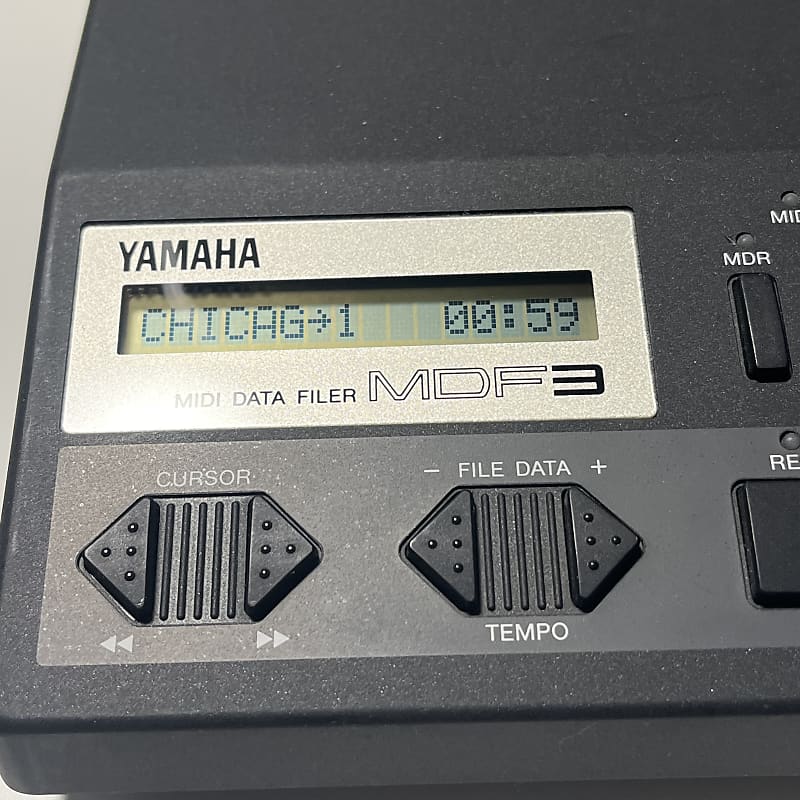 YAMAHA
CHICAG→1 00:59
MIDI DATA FILER MDF3
MDR
CURSOR
− FILE DATA +
TEMPO